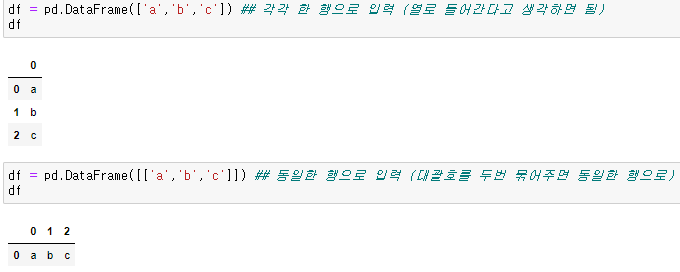 df = pd.DataFrame(['a','b','c']) ## 각각 한 행으로 입력 (열로 들어간다고 생각하면 됨)
df
0
0 a
1 b
2 c
df = pd.DataFrame([['a','b','c']]) ## 동일한 행으로 입력 (대괄호를 두번 묶어주면 동일한 행으로)
df
0 1 2
0 a b c